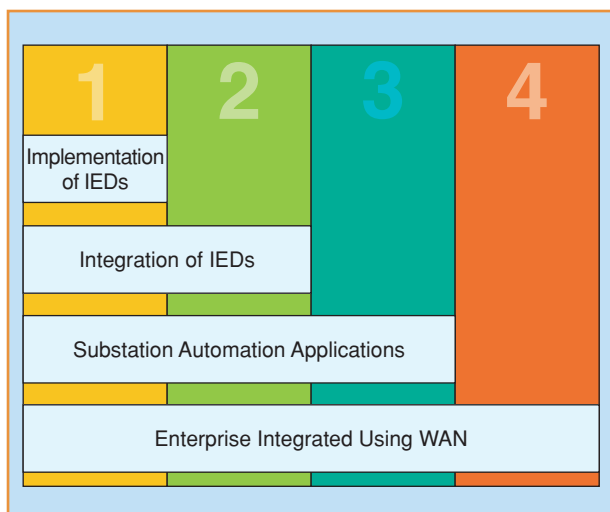 1 2 3 4
Implementation
of IEDs
Integration of IEDs
Substation Automation Applications
Enterprise Integrated Using WAN